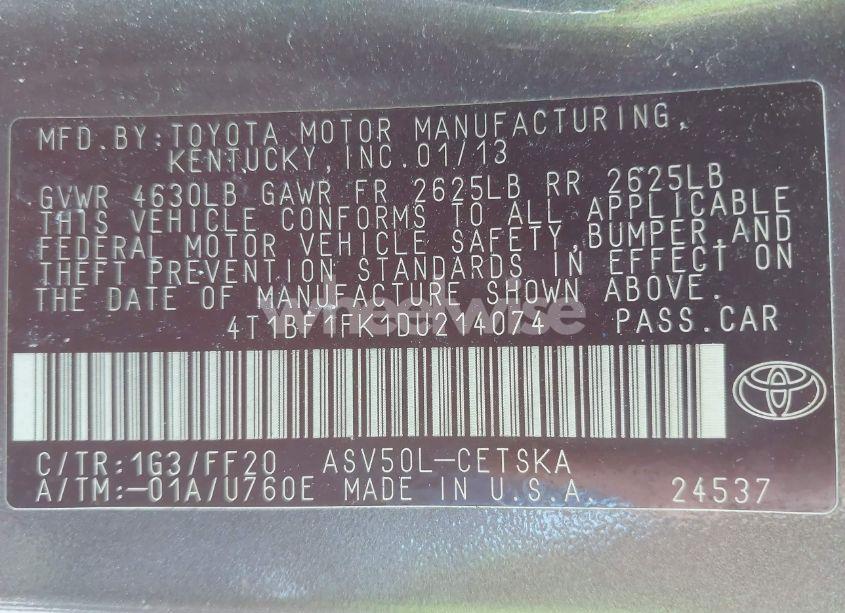 MFD.BY:TOYOTA MOTOR MANUFACTURING,
KENTUCKY,INC.01/13
GVWR 4630LB GAWR FR 2625LB RR 2625LB
THIS VEHICLE CONFORMS TO ALL APPLICABLE
FEDERAL MOTOR VEHICLE SAFETY,BUMPER,AND
THEFT PREVENTION STANDARDS IN EFFECT ON
THE DATE OF MANUFACTURE SHOWN ABOVE.
wheelwise
PASS.CAR
C/TR:1G3/FF20 ASV50L-CETSKA
A/TM:-01A/U760E MADE IN U.S.A. 24537